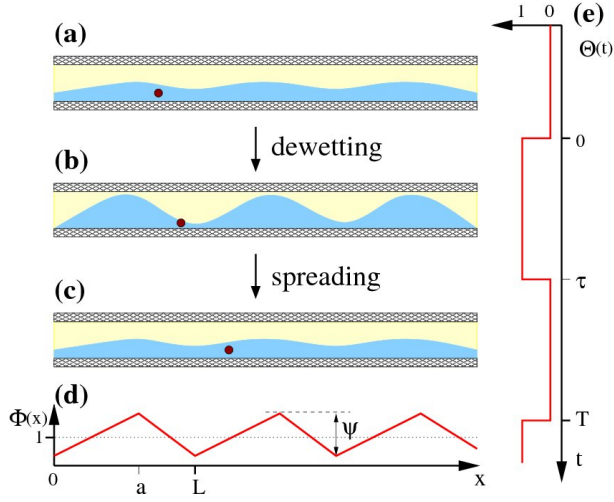 (a)
dewetting
(b)
spreading
(c)
(d)
Φ(x)
1
ψ
0
a
L
x
(e)
1 0
Θ(t)
0
τ
T
t